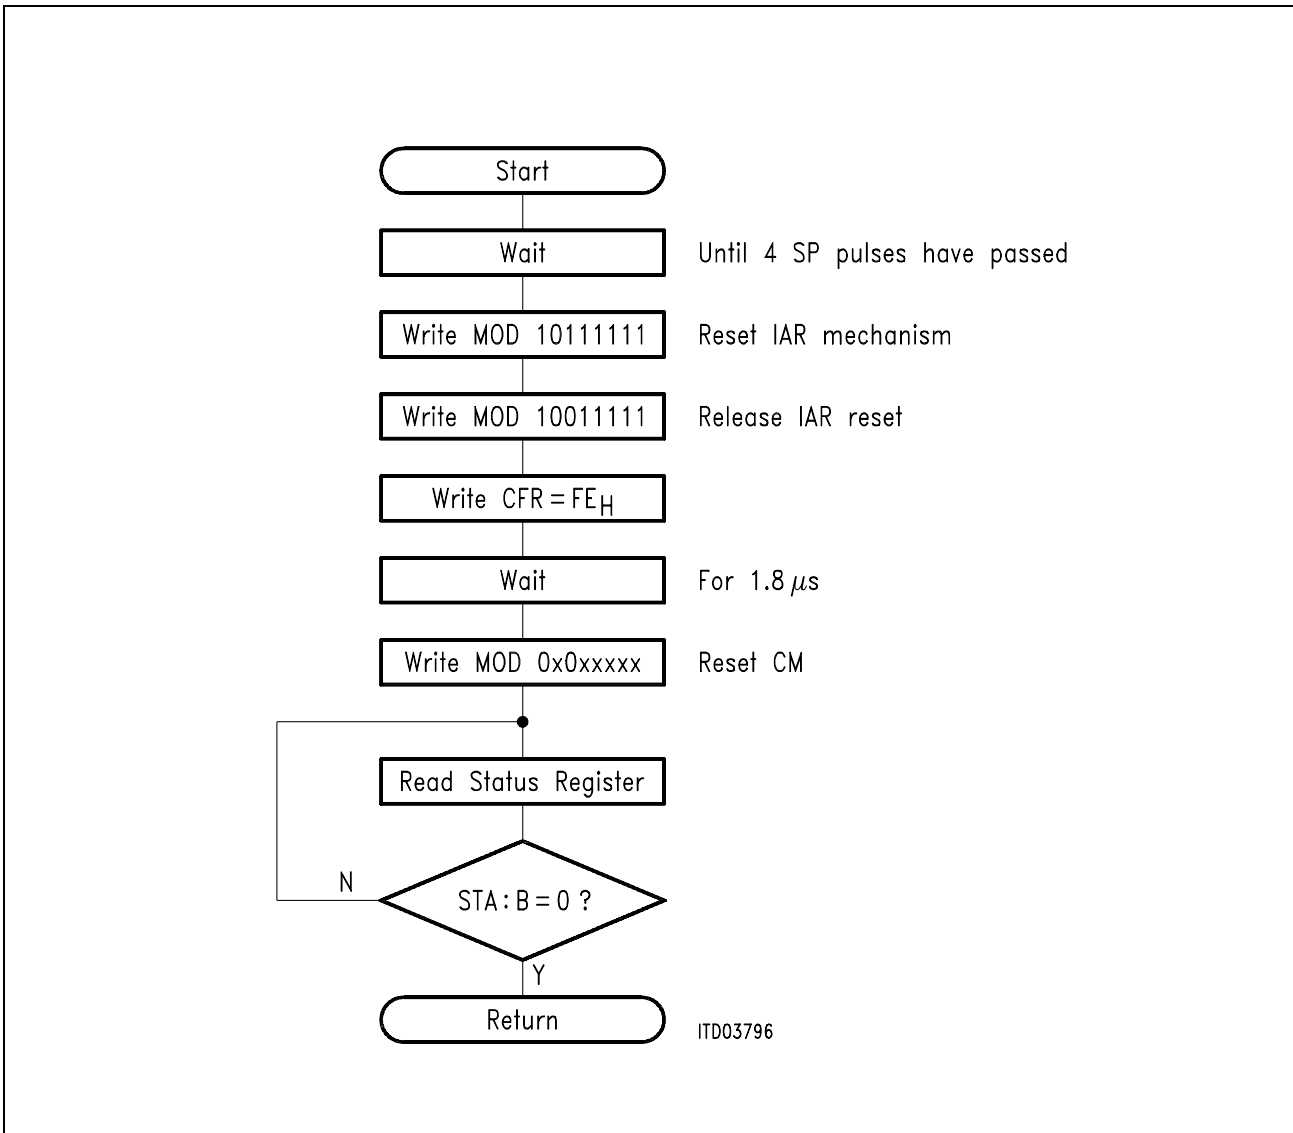 Start
Wait Until 4 SP pulses have passed
Write MOD 10111111 Reset IAR mechanism
Write MOD 10011111 Release IAR reset
Write CFR = FEH
Wait For 1.8 μs
Write MOD 0x0xxxxx Reset CM
Read Status Register
N STA : B = 0 ?
Y
Return
ITD03796